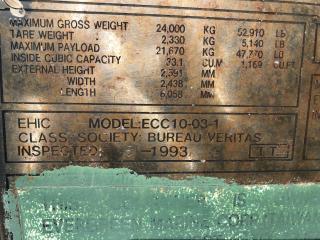 MAXIMUM GROSS WEIGHT 24,000 KG 52,910 LB
TARE WEIGHT 2,330 KG 5,140 LB
MAXIMUM PAYLOAD 21,670 KG 47,770 LB
INSIDE CUBIC CAPACITY 33.1 CU.M 1,169 CU.FT
EXTERNAL HEIGHT 2,591 MM
WIDTH 2,438 MM
LENGTH 6,058 MM
EHIC MODEL:ECC10-03-1
CLASS SOCIETY: BUREAU VERITAS
INSPECTED: -1993
IS